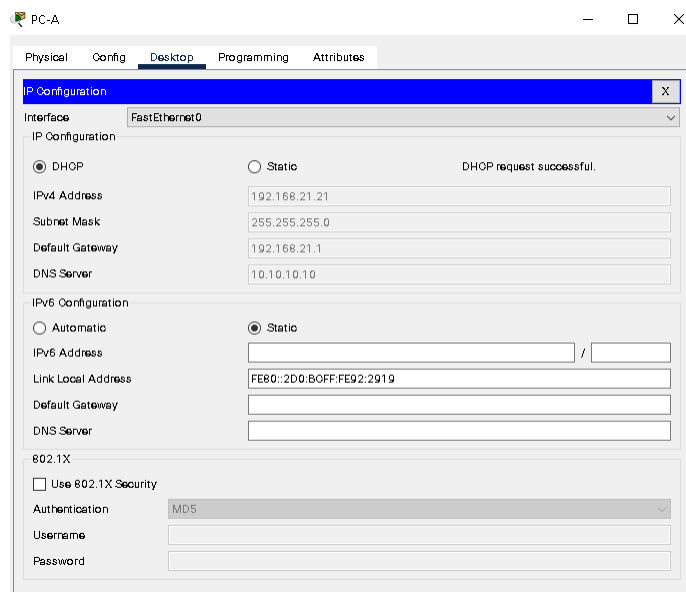 PC-A
Physical Config Desktop Programming Attributes
IP Configuration X
Interface FastEthernet0
IP Configuration
DHCP Static DHCP request successful.
IPv4 Address 192.168.21.21
Subnet Mask 255.255.255.0
Default Gateway 192.168.21.1
DNS Server 10.10.10.10
IPv6 Configuration
Automatic Static
IPv6 Address /
Link Local Address FE80::2D0:BOFF:FE92:2919
Default Gateway
DNS Server
802.1X
Use 802.1X Security
Authentication MD5
Username
Password